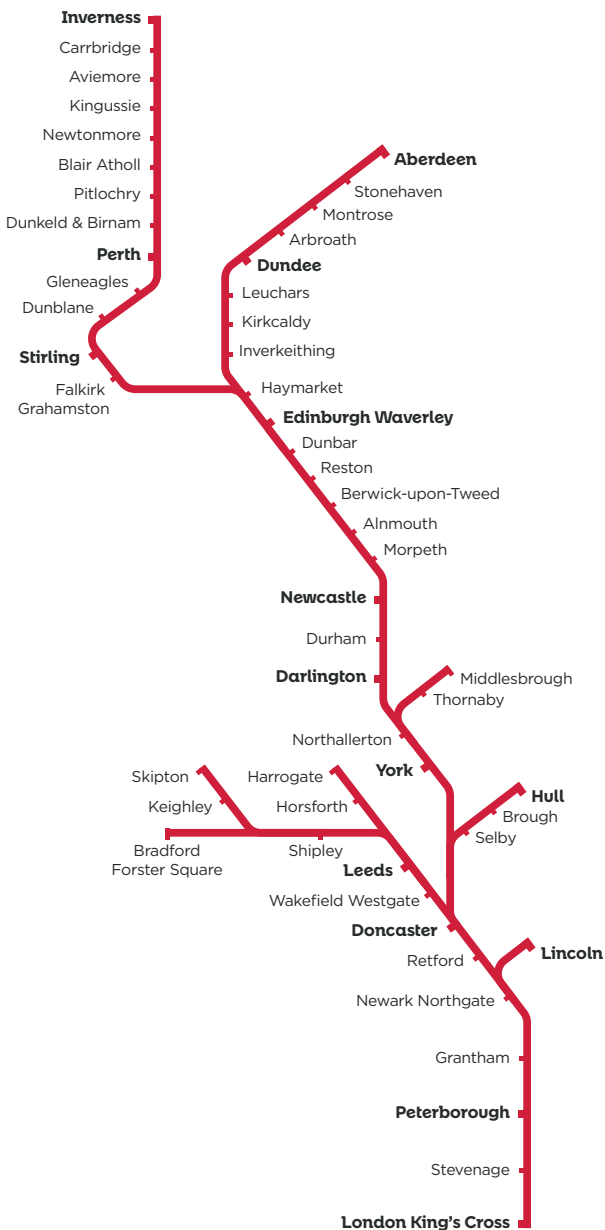 Inverness
Carrbridge
Aviemore
Kingussie
Newtonmore
Blair Atholl
Pitlochry
Dunkeld & Birnam
Perth
Gleneagles
Dunblane
Stirling
Falkirk
Grahamston
Aberdeen
Stonehaven
Montrose
Arbroath
Dundee
Leuchars
Kirkcaldy
Inverkeithing
Haymarket
Edinburgh Waverley
Dunbar
Reston
Berwick-upon-Tweed
Alnmouth
Morpeth
Newcastle
Durham
Darlington
Middlesbrough
Thornaby
Northallerton
York
Skipton
Keighley
Bradford
Forster Square
Shipley
Harrogate
Horsforth
Leeds
Wakefield Westgate
Hull
Brough
Selby
Doncaster
Retford
Lincoln
Newark Northgate
Grantham
Peterborough
Stevenage
London King's Cross